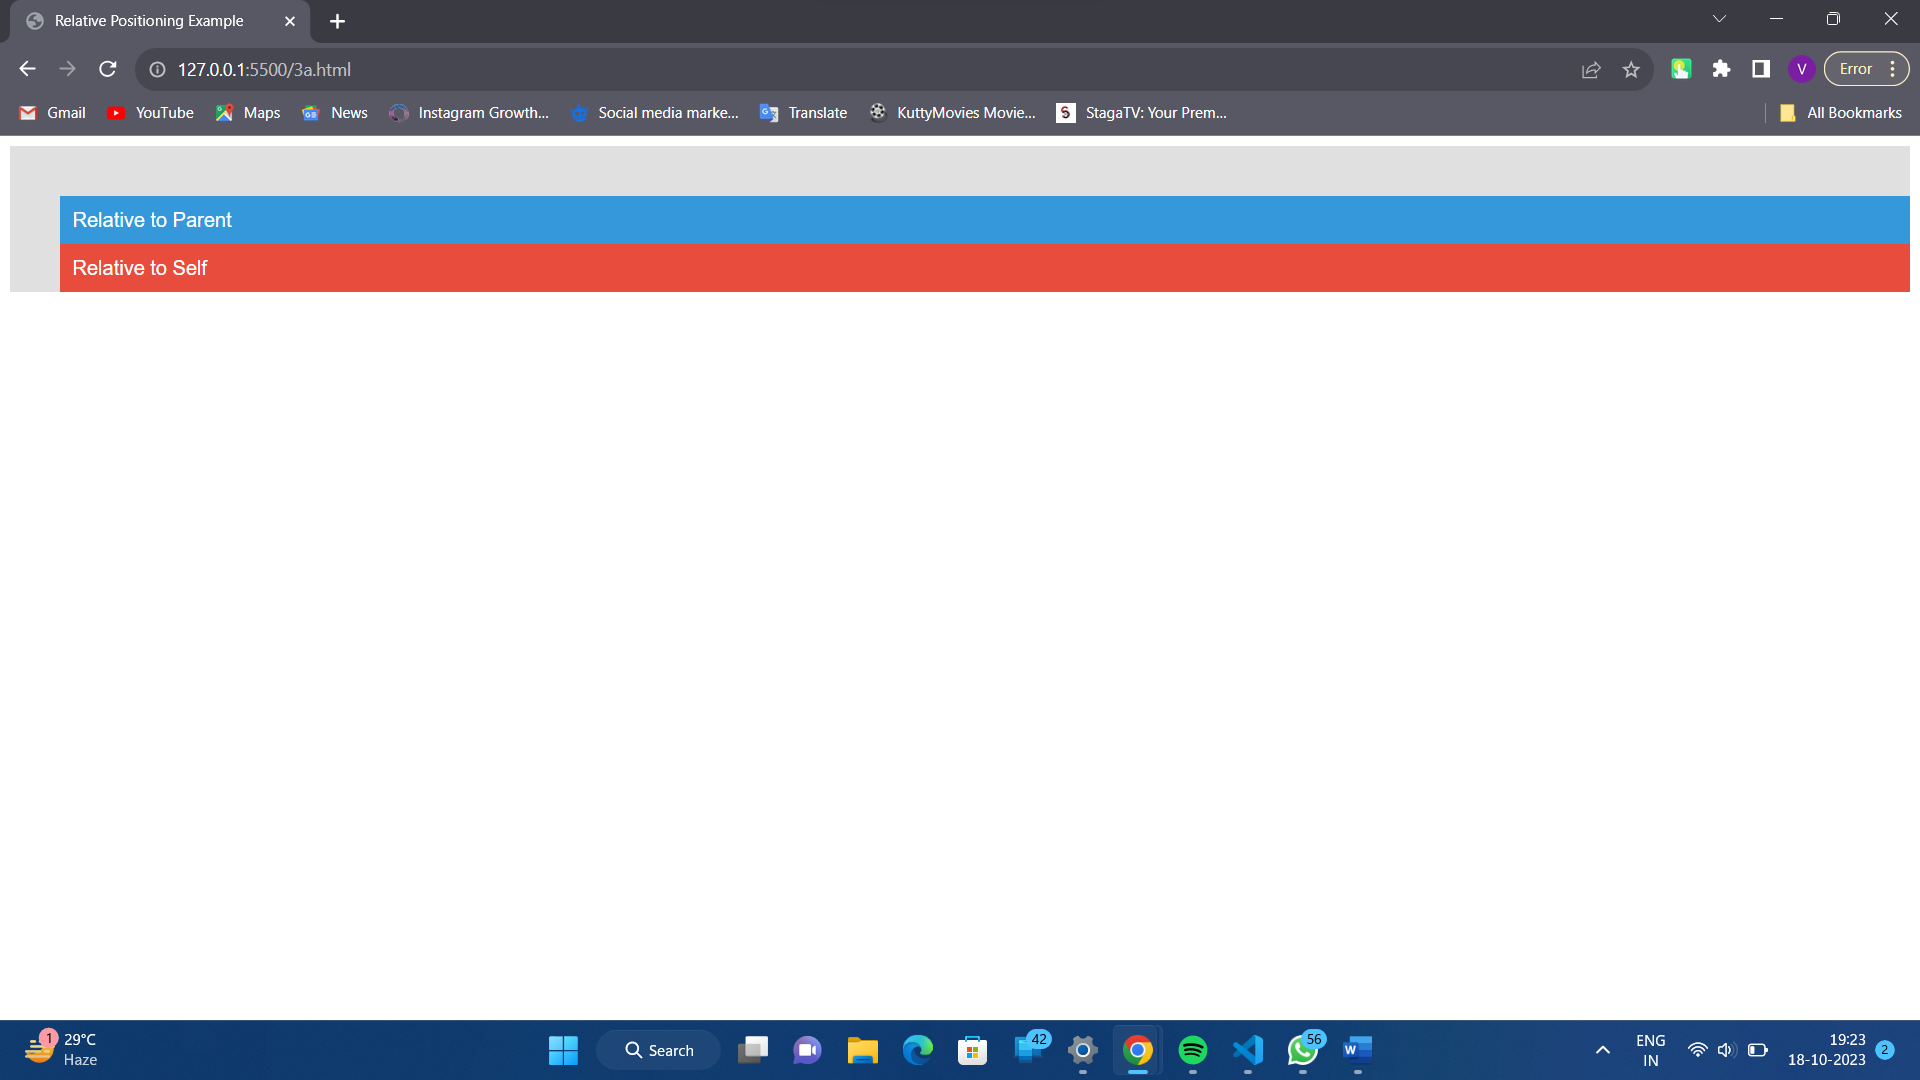 Relative Positioning Example
127.0.0.1:5500/3a.html
V
Error
Gmail
YouTube
Maps
News
Instagram Growth...
Social media marke...
Translate
KuttyMovies Movie...
StagaTV: Your Prem...
All Bookmarks
Relative to Parent
Relative to Self
1
29°C
Haze
Search
42
56
ENG
IN
19:23
18-10-2023
2